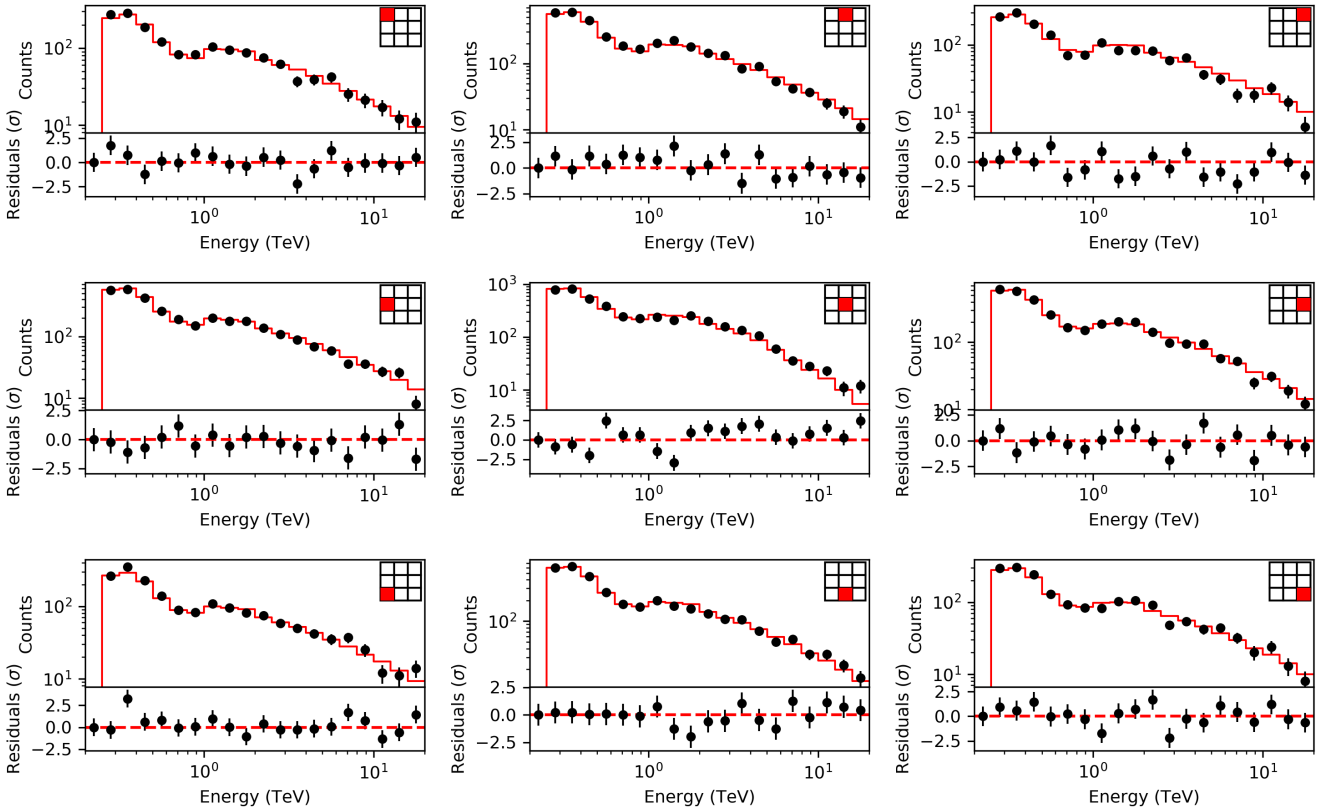 10²
10¹
Counts
2.5
0.0
−2.5
Residuals (σ)
10⁰
10¹
Energy (TeV)
10²
10¹
Counts
2.5
0.0
−2.5
Residuals (σ)
10⁰
10¹
Energy (TeV)
10²
10¹
Counts
2.5
0.0
−2.5
Residuals (σ)
10⁰
10¹
Energy (TeV)
10²
10¹
Counts
2.5
0.0
−2.5
Residuals (σ)
10⁰
10¹
Energy (TeV)
10³
10²
10¹
Counts
2.5
0.0
−2.5
Residuals (σ)
10⁰
10¹
Energy (TeV)
10²
Counts
2.5
0.0
−2.5
Residuals (σ)
10⁰
10¹
Energy (TeV)
10²
10¹
Counts
2.5
0.0
−2.5
Residuals (σ)
10⁰
10¹
Energy (TeV)
10²
Counts
2.5
0.0
−2.5
Residuals (σ)
10⁰
10¹
Energy (TeV)
10²
10¹
Counts
2.5
0.0
−2.5
Residuals (σ)
10⁰
10¹
Energy (TeV)